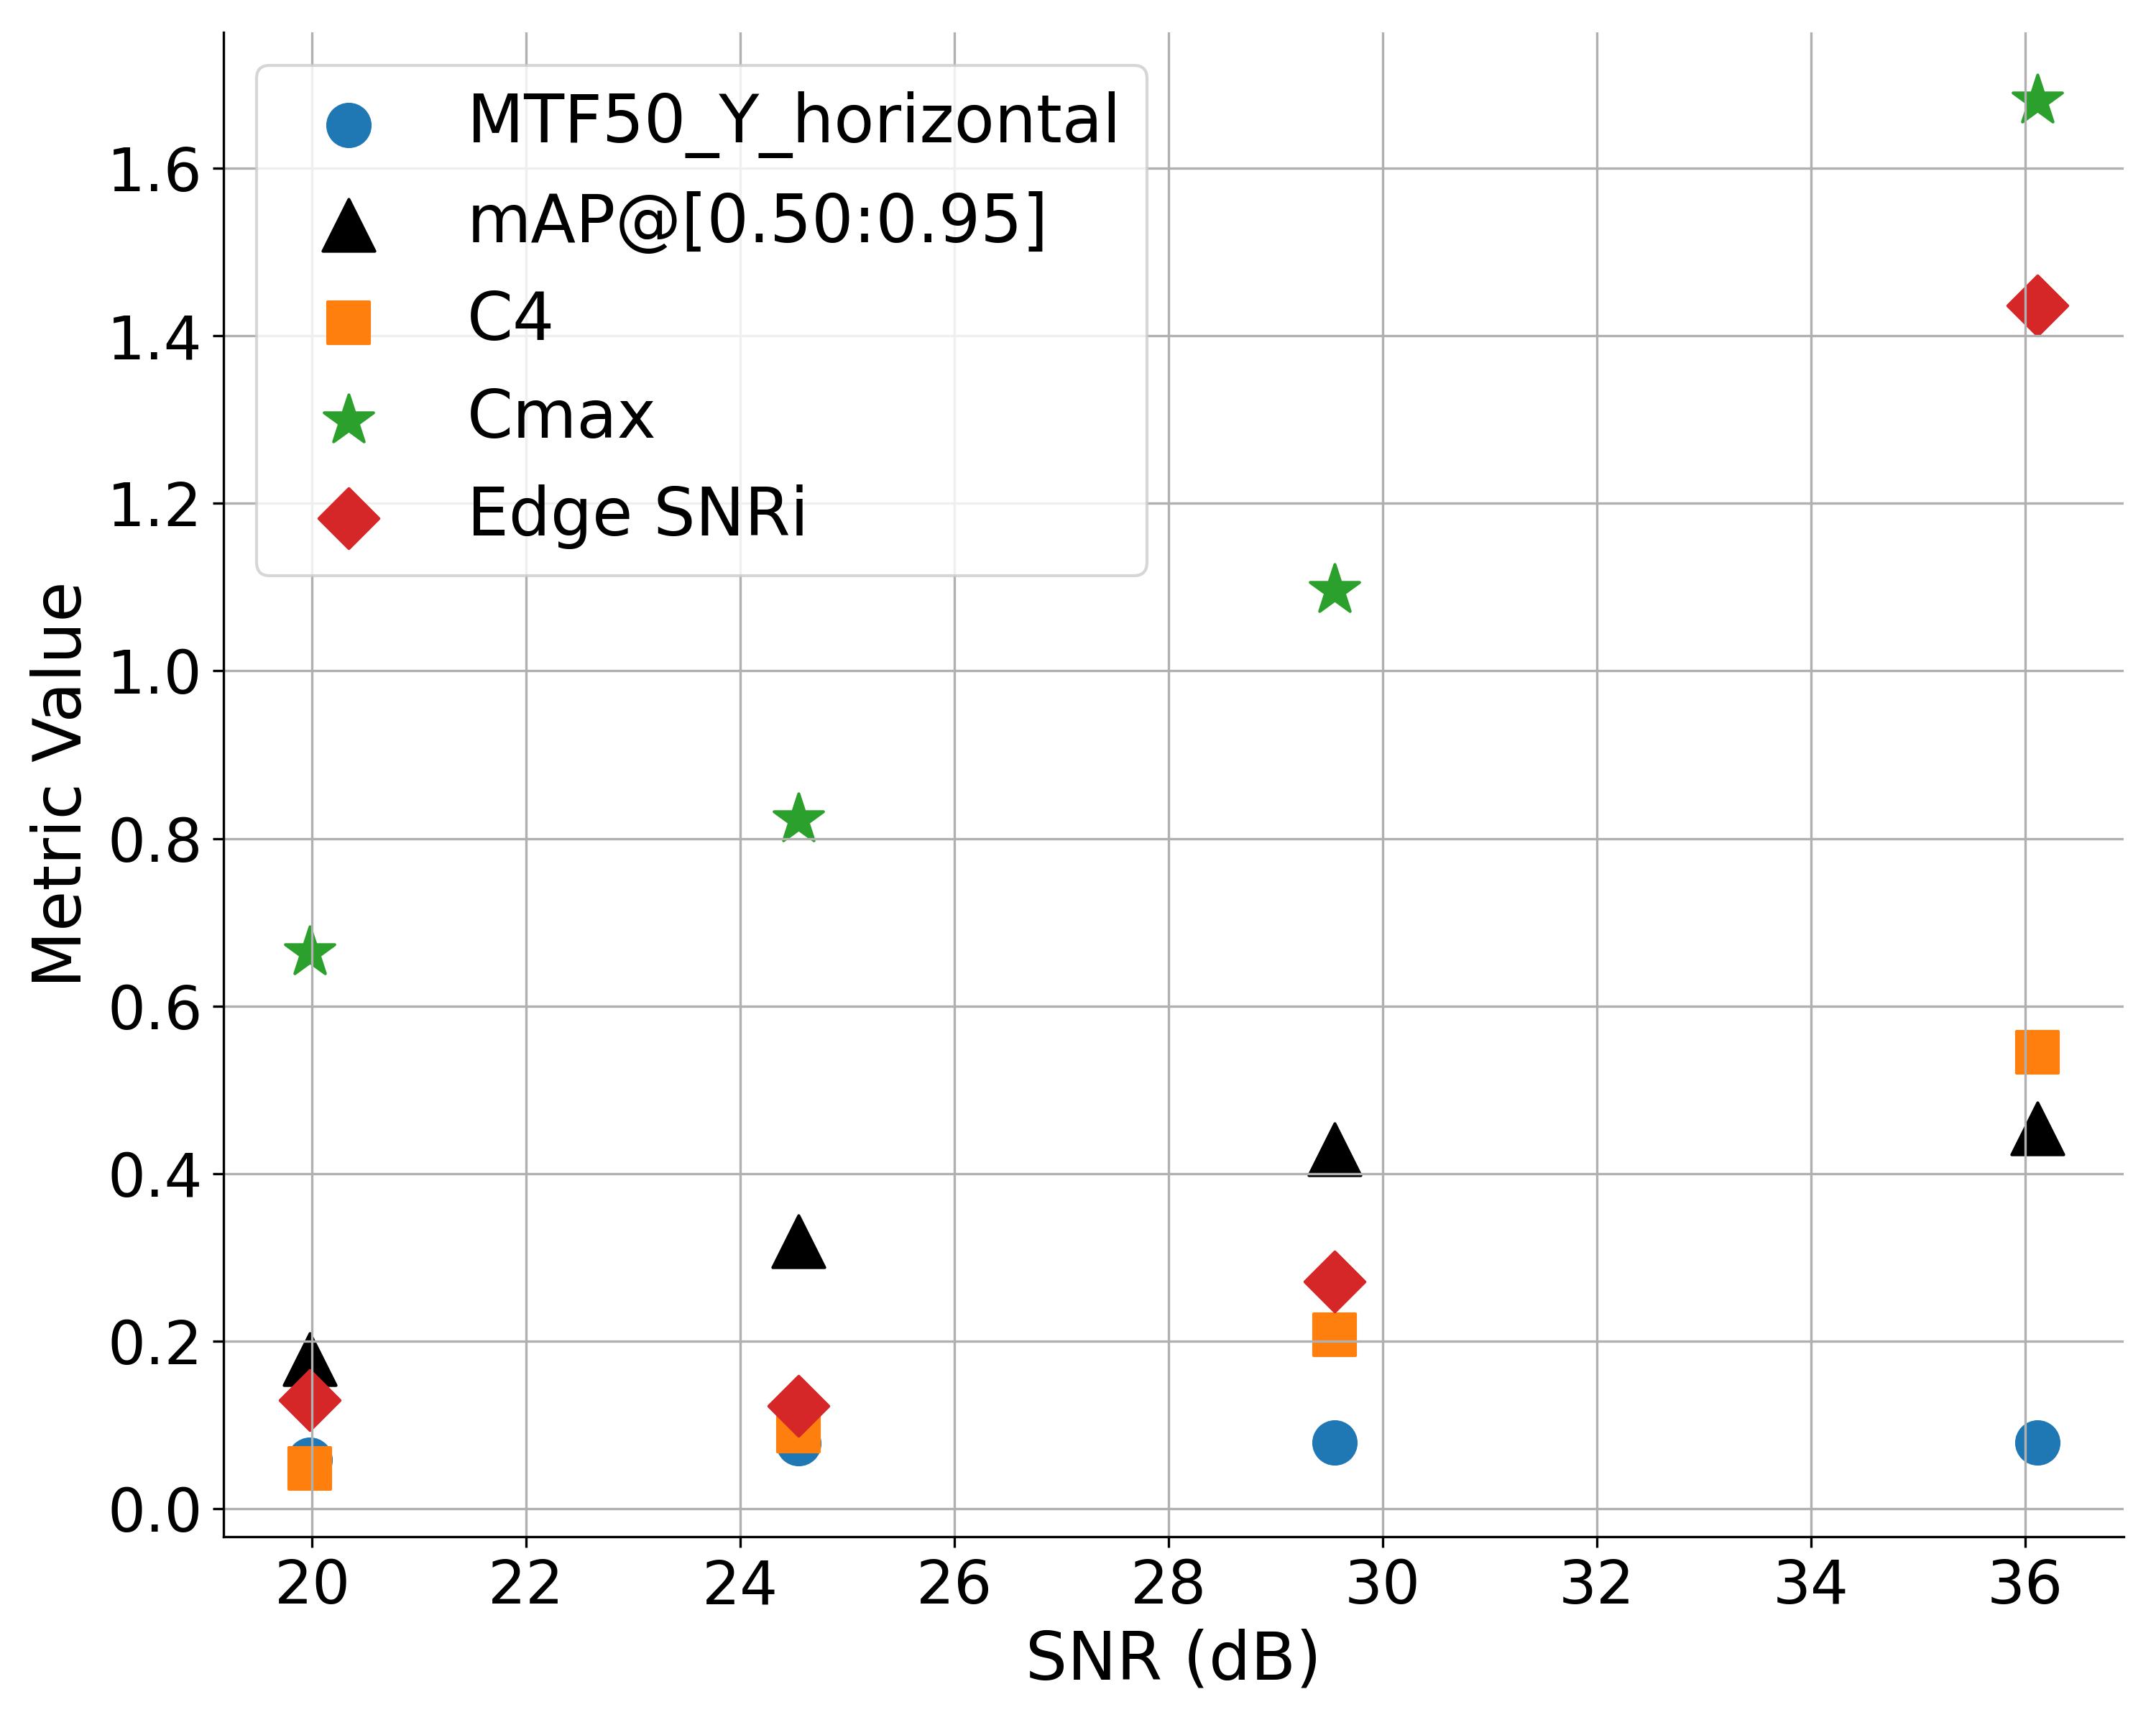 MTF50_Y_horizontal
mAP@[0.50:0.95]
C4
Cmax
Edge SNRi
Metric Value
1.6
1.4
1.2
1.0
0.8
0.6
0.4
0.2
0.0
20 22 24 26 28 30 32 34 36
SNR (dB)